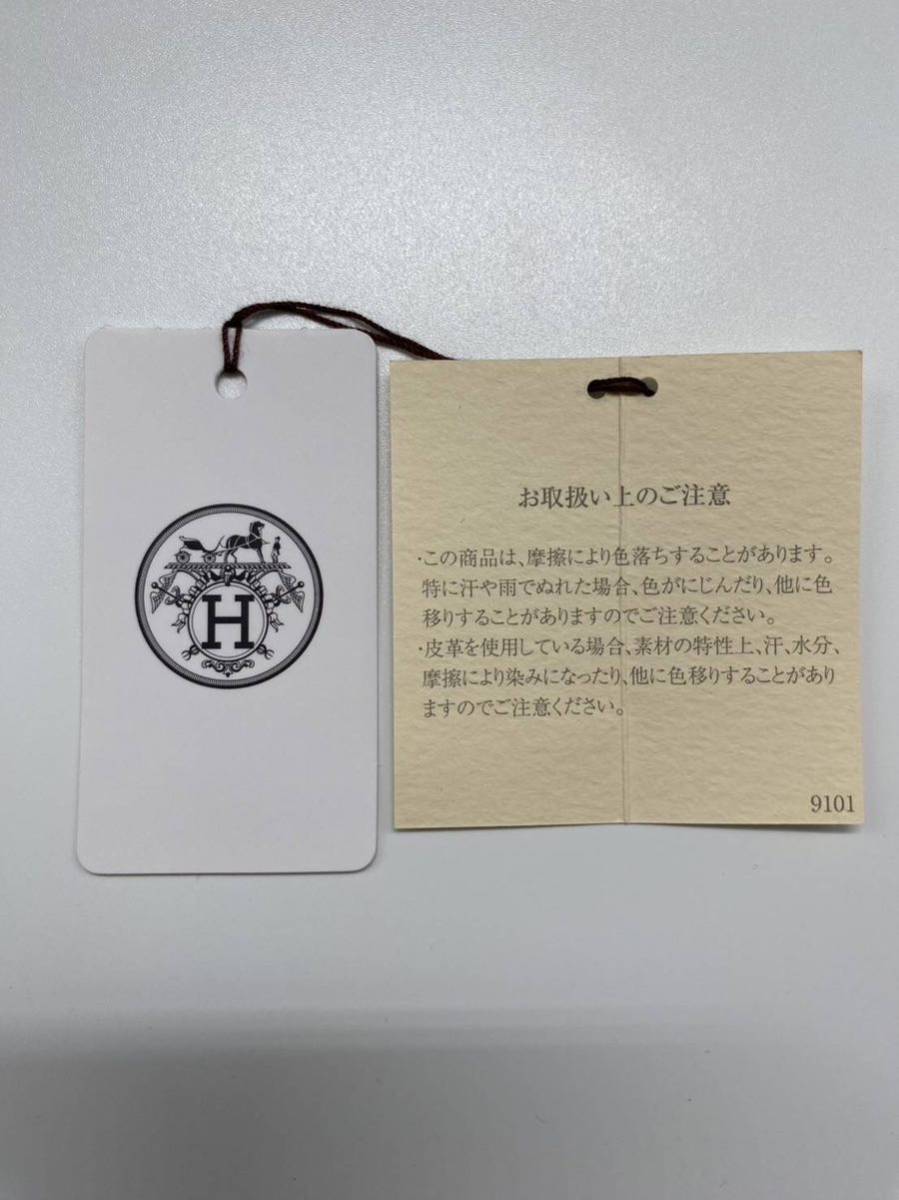 H
お取扱い上のご注意
・この商品は、摩擦により色落ちすることがあります。
特に汗や雨でぬれた場合、色がにじんだり、他に色
移りすることがありますのでご注意ください。
・皮革を使用している場合、素材の特性上、汗、水分、
摩擦により染みになったり、他に色移りすることがあり
ますのでご注意ください。
9101